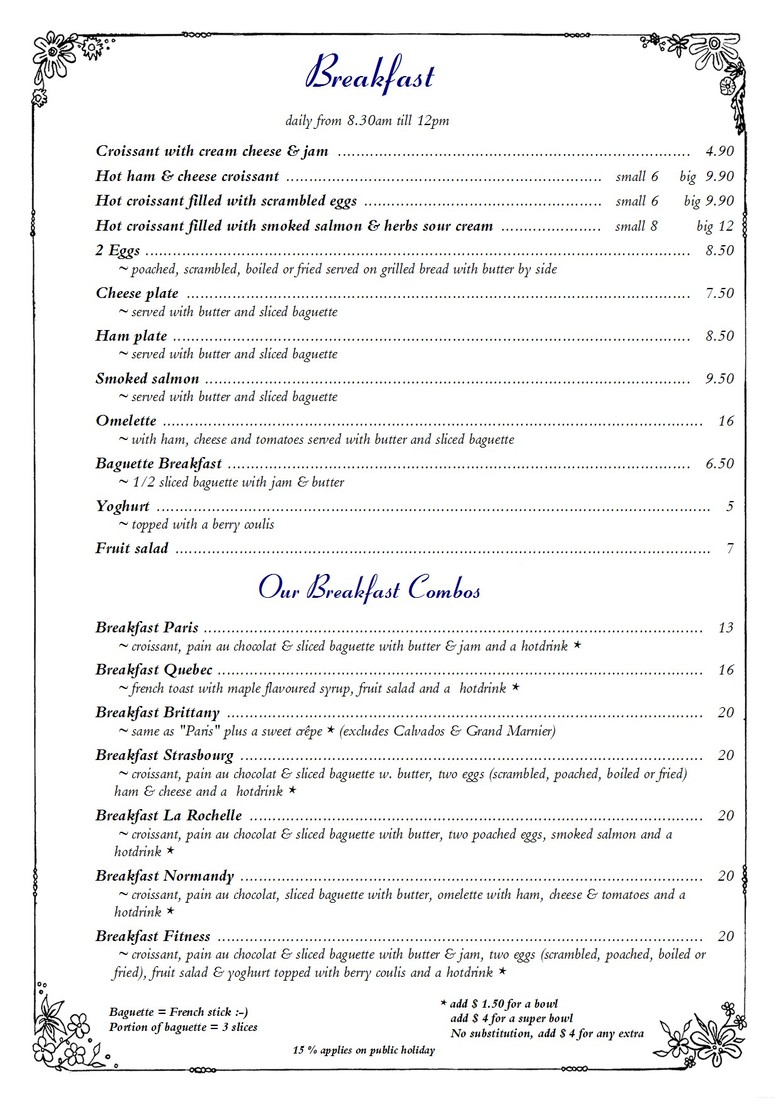 Breakfast
daily from 8.30am till 12pm
Croissant with cream cheese & jam ........ 4.90
Hot ham & cheese croissant ........ small 6 big 9.90
Hot croissant filled with scrambled eggs ........ small 6 big 9.90
Hot croissant filled with smoked salmon & herbs sour cream ........ small 8 big 12
2 Eggs ........ 8.50
~ poached, scrambled, boiled or fried served on grilled bread with butter by side
Cheese plate ........ 7.50
~ served with butter and sliced baguette
Ham plate ........ 8.50
~ served with butter and sliced baguette
Smoked salmon ........ 9.50
~ served with butter and sliced baguette
Omelette ........ 16
~ with ham, cheese and tomatoes served with butter and sliced baguette
Baguette Breakfast ........ 6.50
~ 1/2 sliced baguette with jam & butter
Yoghurt ........ 5
~ topped with a berry coulis
Fruit salad ........ 7
Our Breakfast Combos
Breakfast Paris ........ 13
~ croissant, pain au chocolat & sliced baguette with butter & jam and a hotdrink *
Breakfast Quebec ........ 16
~ french toast with maple flavoured syrup, fruit salad and a hotdrink *
Breakfast Brittany ........ 20
~ same as "Paris" plus a sweet crêpe * (excludes Calvados & Grand Marnier)
Breakfast Strasbourg ........ 20
~ croissant, pain au chocolat & sliced baguette w. butter, two eggs (scrambled, poached, boiled or fried)
ham & cheese and a hotdrink *
Breakfast La Rochelle ........ 20
~ croissant, pain au chocolat & sliced baguette with butter, two poached eggs, smoked salmon and a
hotdrink *
Breakfast Normandy ........ 20
~ croissant, pain au chocolat, sliced baguette with butter, omelette with ham, cheese & tomatoes and a
hotdrink *
Breakfast Fitness ........ 20
~ croissant, pain au chocolat & sliced baguette with butter & jam, two eggs (scrambled, poached, boiled or
fried), fruit salad & yoghurt topped with berry coulis and a hotdrink *
Baguette = French stick :-)
Portion of baguette = 3 slices
* add $ 1.50 for a bowl
add $ 4 for a super bowl
No substitution, add $ 4 for any extra
15 % applies on public holiday